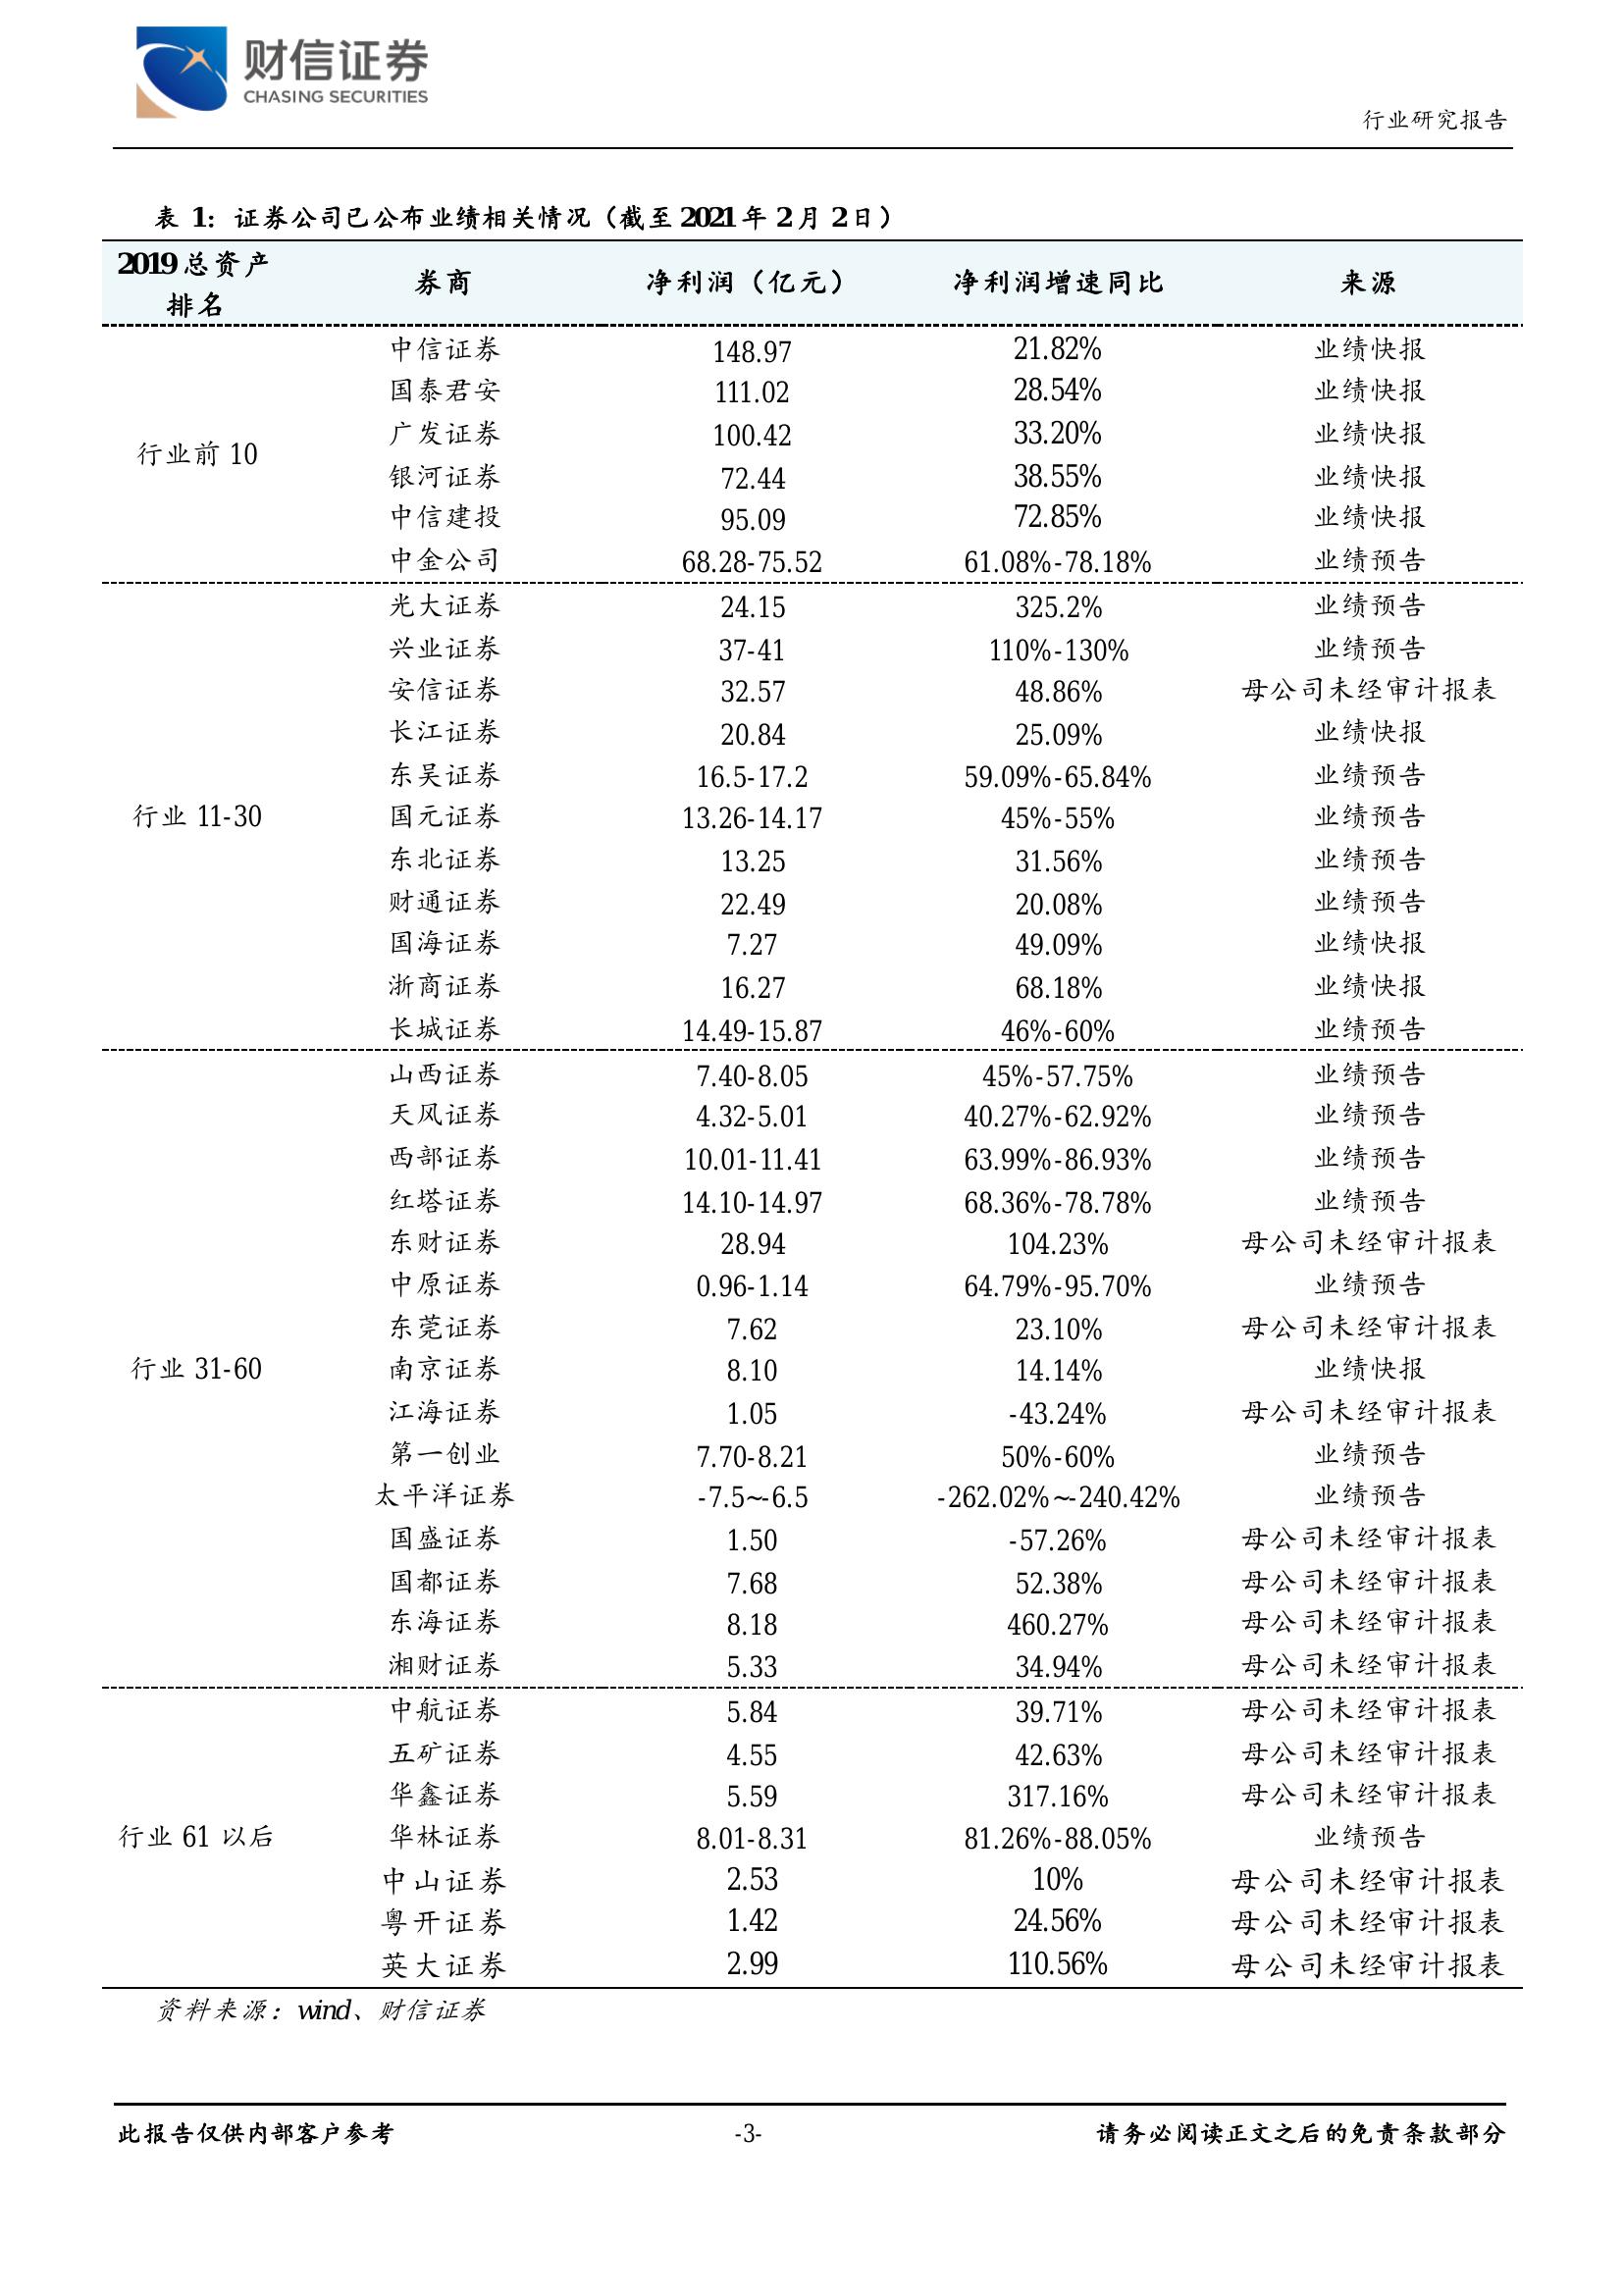 财信证券
CHASING SECURITIES
行业研究报告
表 1：证券公司已公布业绩相关情况（截至 2021 年 2 月 2 日）
2019 总资产排名 券商 净利润（亿元） 净利润增速同比 来源
中信证券 148.97 21.82% 业绩快报
国泰君安 111.02 28.54% 业绩快报
广发证券 100.42 33.20% 业绩快报
行业前 10
银河证券 72.44 38.55% 业绩快报
中信建投 95.09 72.85% 业绩快报
中金公司 68.28-75.52 61.08%-78.18% 业绩预告
光大证券 24.15 325.2% 业绩预告
兴业证券 37-41 110%-130% 业绩预告
安信证券 32.57 48.86% 母公司未经审计报表
长江证券 20.84 25.09% 业绩快报
东吴证券 16.5-17.2 59.09%-65.84% 业绩预告
行业 11-30 国元证券 13.26-14.17 45%-55% 业绩预告
东北证券 13.25 31.56% 业绩预告
财通证券 22.49 20.08% 业绩预告
国海证券 7.27 49.09% 业绩快报
浙商证券 16.27 68.18% 业绩快报
长城证券 14.49-15.87 46%-60% 业绩预告
山西证券 7.40-8.05 45%-57.75% 业绩预告
天风证券 4.32-5.01 40.27%-62.92% 业绩预告
西部证券 10.01-11.41 63.99%-86.93% 业绩预告
红塔证券 14.10-14.97 68.36%-78.78% 业绩预告
东财证券 28.94 104.23% 母公司未经审计报表
中原证券 0.96-1.14 64.79%-95.70% 业绩预告
东莞证券 7.62 23.10% 母公司未经审计报表
行业 31-60 南京证券 8.10 14.14% 业绩快报
江海证券 1.05 -43.24% 母公司未经审计报表
第一创业 7.70-8.21 50%-60% 业绩预告
太平洋证券 -7.5~-6.5 -262.02%~-240.42% 业绩预告
国盛证券 1.50 -57.26% 母公司未经审计报表
国都证券 7.68 52.38% 母公司未经审计报表
东海证券 8.18 460.27% 母公司未经审计报表
湘财证券 5.33 34.94% 母公司未经审计报表
中航证券 5.84 39.71% 母公司未经审计报表
五矿证券 4.55 42.63% 母公司未经审计报表
华鑫证券 5.59 317.16% 母公司未经审计报表
行业 61 以后 华林证券 8.01-8.31 81.26%-88.05% 业绩预告
中山证券 2.53 10% 母公司未经审计报表
粤开证券 1.42 24.56% 母公司未经审计报表
英大证券 2.99 110.56% 母公司未经审计报表
资料来源：wind、财信证券
此报告仅供内部客户参考 -3- 请务必阅读正文之后的免责条款部分